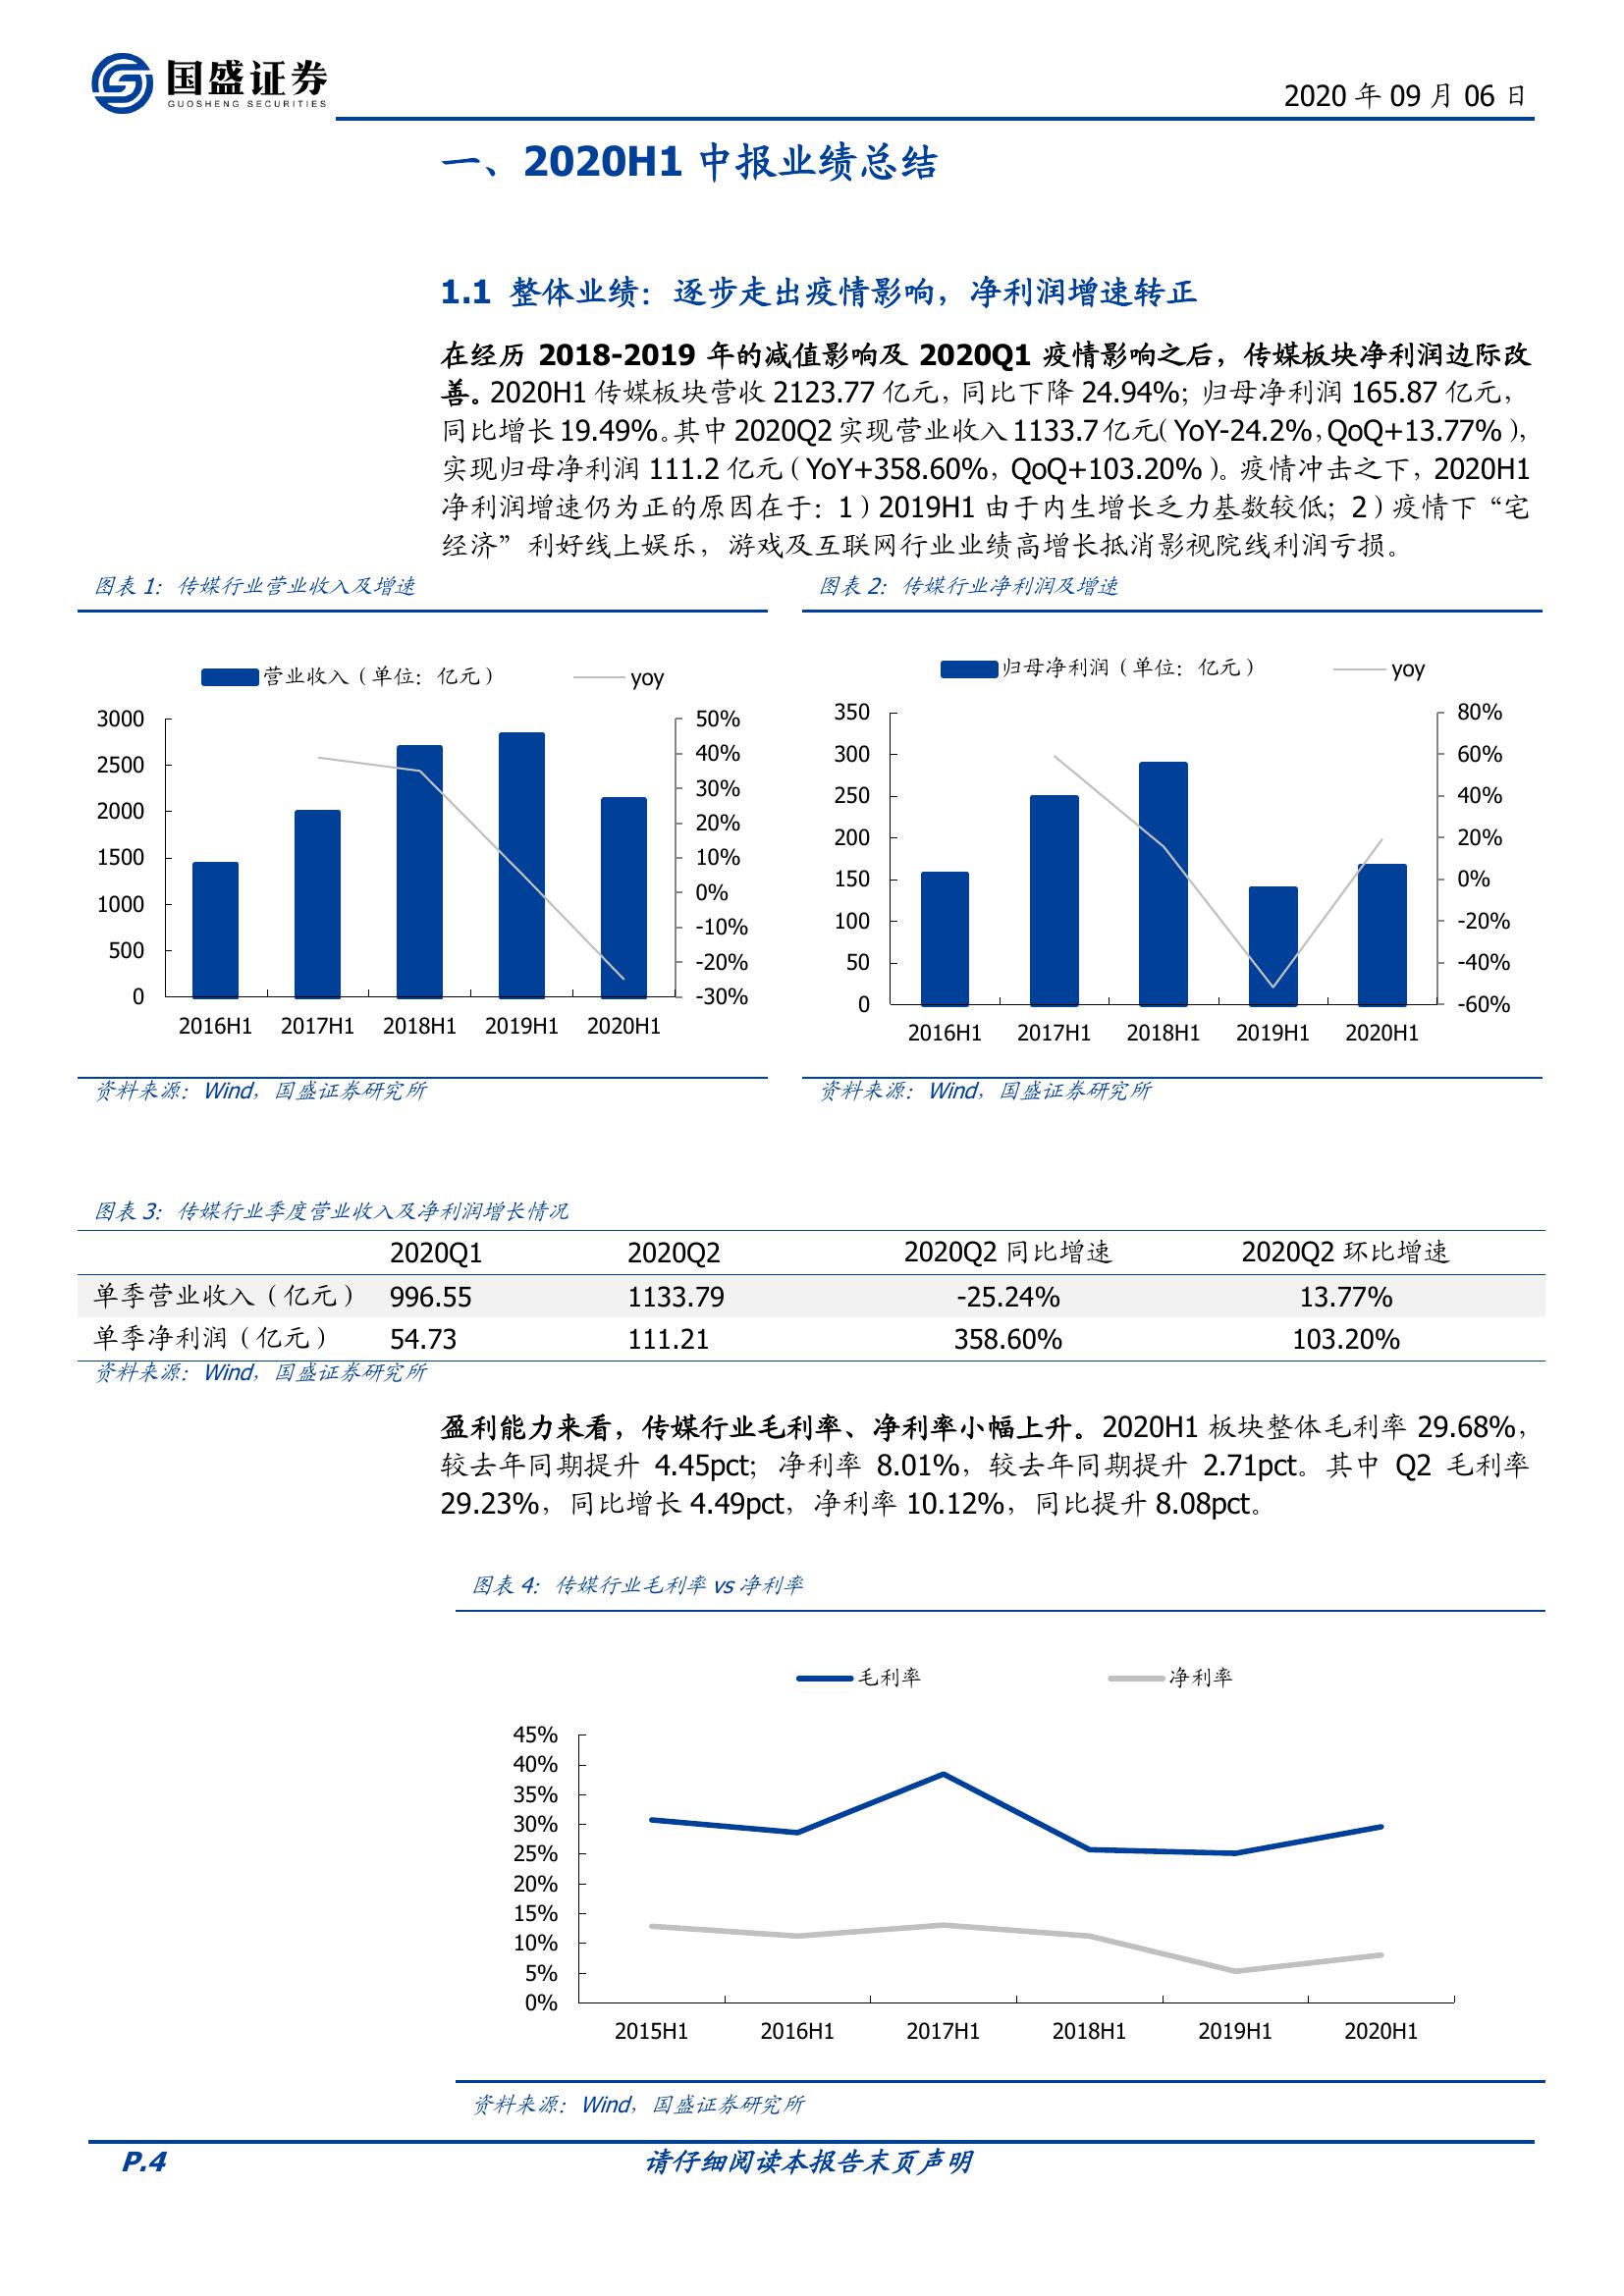 国盛证券
GUOSHENG SECURITIES
2020 年 09 月 06 日
一、2020H1 中报业绩总结
1.1 整体业绩：逐步走出疫情影响，净利润增速转正
在经历 2018-2019 年的减值影响及 2020Q1 疫情影响之后，传媒板块净利润边际改
善。2020H1 传媒板块营收 2123.77 亿元，同比下降 24.94%；归母净利润 165.87 亿元，
同比增长 19.49%。其中 2020Q2 实现营业收入 1133.7 亿元（YoY-24.2%，QoQ+13.77%），
实现归母净利润 111.2 亿元（YoY+358.60%，QoQ+103.20%）。疫情冲击之下，2020H1
净利润增速仍为正的原因在于：1）2019H1 由于内生增长乏力基数较低；2）疫情下“宅
经济”利好线上娱乐，游戏及互联网行业业绩高增长抵消影视院线利润亏损。
图表 1：传媒行业营业收入及增速
营业收入（单位：亿元） yoy
3000 50%
2500 40%
2000 30%
1500 20%
1000 10%
500 0%
0 -10%
-20%
-30%
2016H1 2017H1 2018H1 2019H1 2020H1
资料来源：Wind，国盛证券研究所
图表 2：传媒行业净利润及增速
归母净利润（单位：亿元） yoy
350 80%
300 60%
250 40%
200 20%
150 0%
100 -20%
50 -40%
0 -60%
2016H1 2017H1 2018H1 2019H1 2020H1
资料来源：Wind，国盛证券研究所
图表 3：传媒行业季度营业收入及净利润增长情况
2020Q1 2020Q2 2020Q2 同比增速 2020Q2 环比增速
单季营业收入（亿元） 996.55 1133.79 -25.24% 13.77%
单季净利润（亿元） 54.73 111.21 358.60% 103.20%
资料来源：Wind，国盛证券研究所
盈利能力来看，传媒行业毛利率、净利率小幅上升。2020H1 板块整体毛利率 29.68%，
较去年同期提升 4.45pct；净利率 8.01%，较去年同期提升 2.71pct。其中 Q2 毛利率
29.23%，同比增长 4.49pct，净利率 10.12%，同比提升 8.08pct。
图表 4：传媒行业毛利率 vs 净利率
毛利率 净利率
45%
40%
35%
30%
25%
20%
15%
10%
5%
0%
2015H1 2016H1 2017H1 2018H1 2019H1 2020H1
资料来源：Wind，国盛证券研究所
P.4 请仔细阅读本报告末页声明